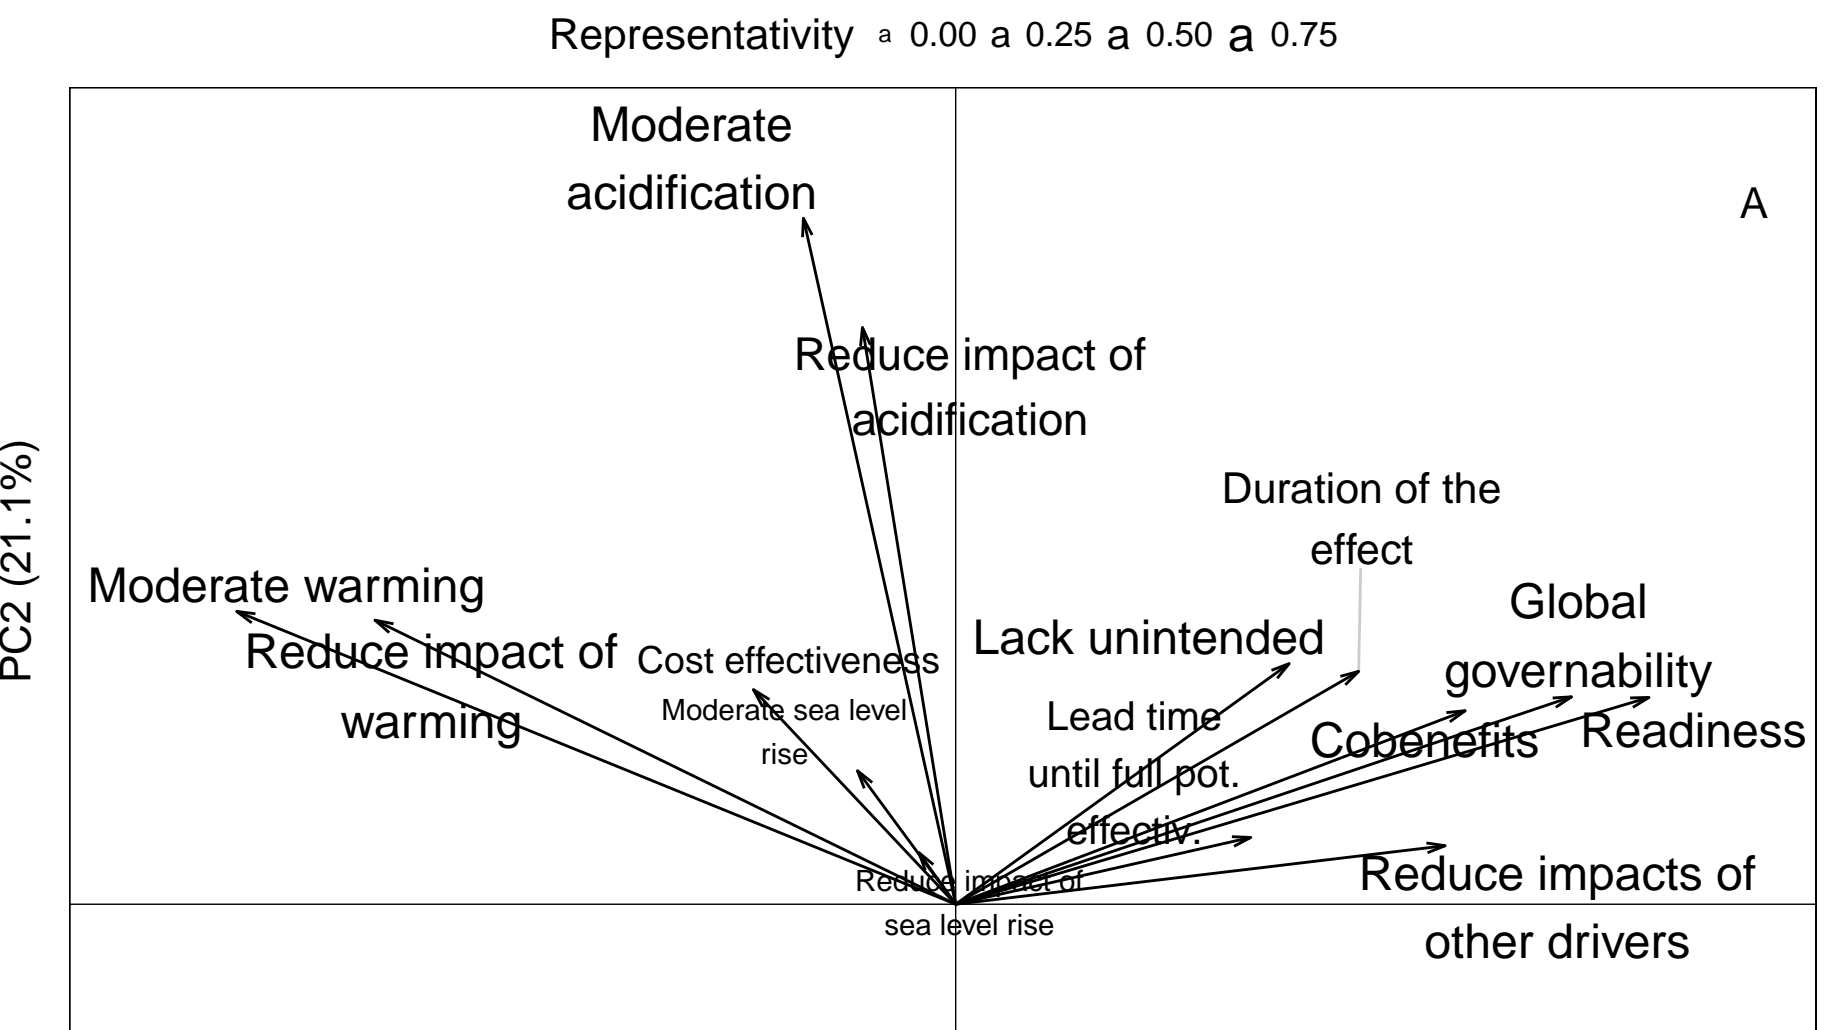 Representativity a 0.00 a 0.25 a 0.50 a 0.75
Moderate
acidification
A
Reduce impact of
acidification
PC2 (21.1%)
Duration of the
effect
Moderate warming
Global
governability
Lack unintended
Reduce impact of
warming
Cost effectiveness
Moderate sea level
rise
Lead time
until full pot.
effectiv.
Cobenefits
Readiness
Reduce impact of
sea level rise
Reduce impacts of
other drivers